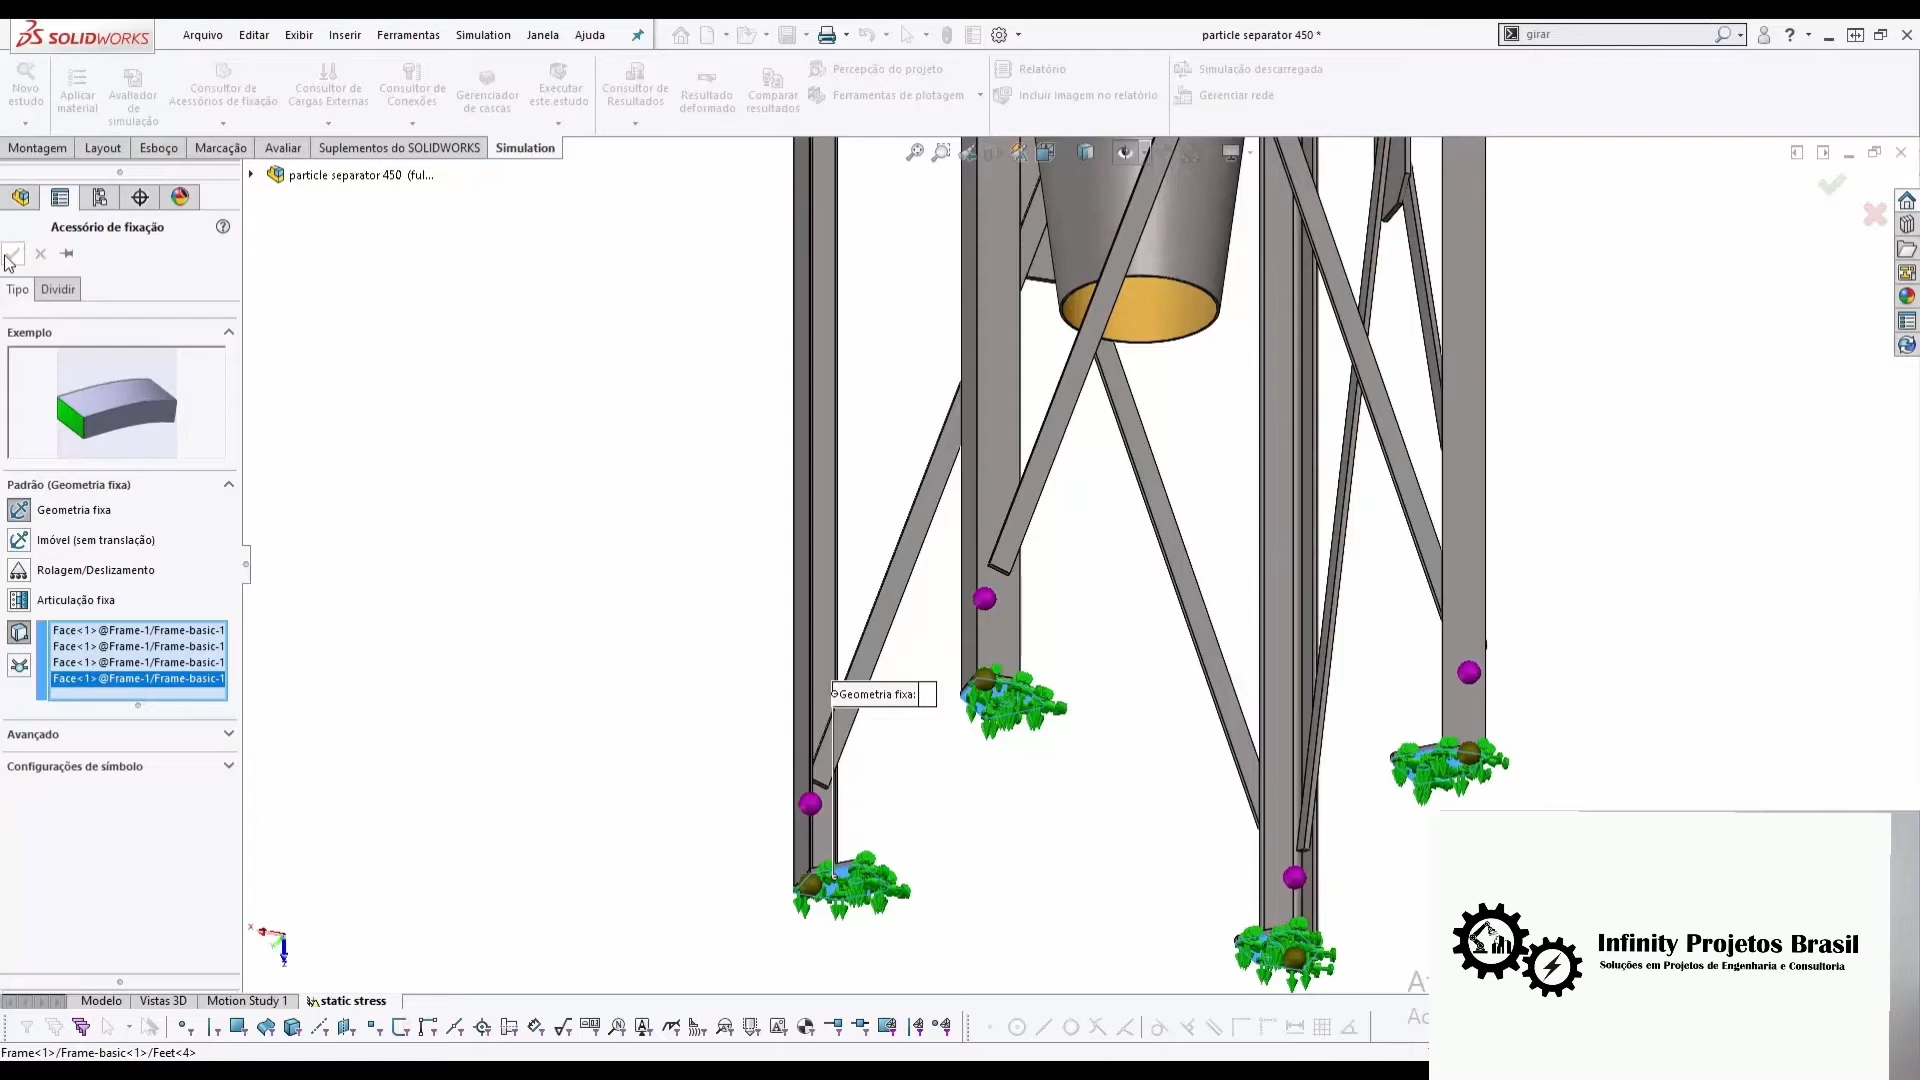 SOLIDWORKS
Arquivo Editar Exibir Inserir Ferramentas Simulation Janela Ajuda
particle separator 450 *
girar
Novo estudo
Aplicar material
Avaliador de simulação
Consultor de Acessórios de fixação
Consultor de Cargas Externas
Consultor de Conexões
Gerenciador de cascas
Executar este estudo
Consultor de Resultados
Resultado deformado
Comparar resultados
Percepção do projeto
Ferramentas de plotagem
Relatório
Incluir imagem no relatório
Simulação descarregada
Gerenciar rede
Montagem Layout Esboço Marcação Avaliar Suplementos do SOLIDWORKS Simulation
particle separator 450 (ful...
Acessório de fixação
Tipo Dividir
Exemplo
Padrão (Geometria fixa)
Geometria fixa
Imóvel (sem translação)
Rolagem/Deslizamento
Articulação fixa
Face<1>@Frame-1/Frame-basic-1
Face<1>@Frame-1/Frame-basic-1
Face<1>@Frame-1/Frame-basic-1
Face<1>@Frame-1/Frame-basic-1
Avançado
Configurações de símbolo
Geometria fixa:
Infinity Projetos Brasil
Soluções em Projetos de Engenharia e Consultoria
Modelo Vistas 3D Motion Study 1 static stress
Frame<1>/Frame-basic<1>/Feet<4>